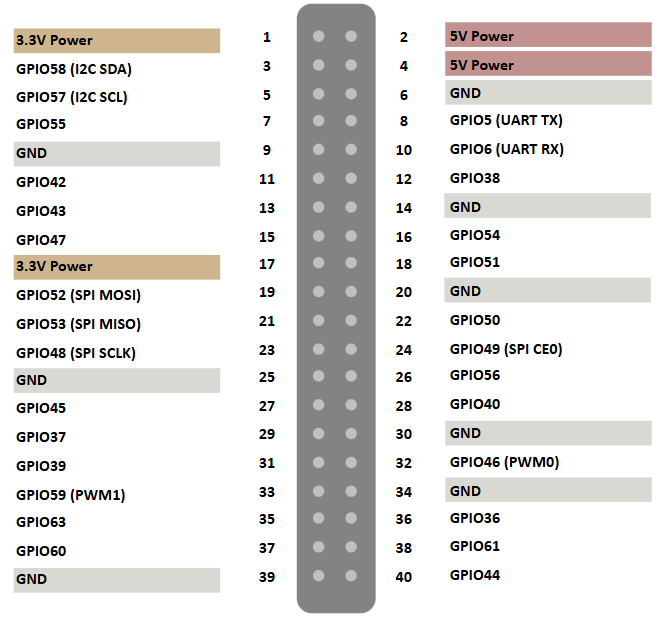 3.3V Power 1 2 5V Power
GPIO58 (I2C SDA) 3 4 5V Power
GPIO57 (I2C SCL) 5 6 GND
GPIO55 7 8 GPIO5 (UART TX)
GND 9 10 GPIO6 (UART RX)
GPIO42 11 12 GPIO38
GPIO43 13 14 GND
GPIO47 15 16 GPIO54
3.3V Power 17 18 GPIO51
GPIO52 (SPI MOSI) 19 20 GND
GPIO53 (SPI MISO) 21 22 GPIO50
GPIO48 (SPI SCLK) 23 24 GPIO49 (SPI CE0)
GND 25 26 GPIO56
GPIO45 27 28 GPIO40
GPIO37 29 30 GND
GPIO39 31 32 GPIO46 (PWM0)
GPIO59 (PWM1) 33 34 GND
GPIO63 35 36 GPIO36
GPIO60 37 38 GPIO61
GND 39 40 GPIO44